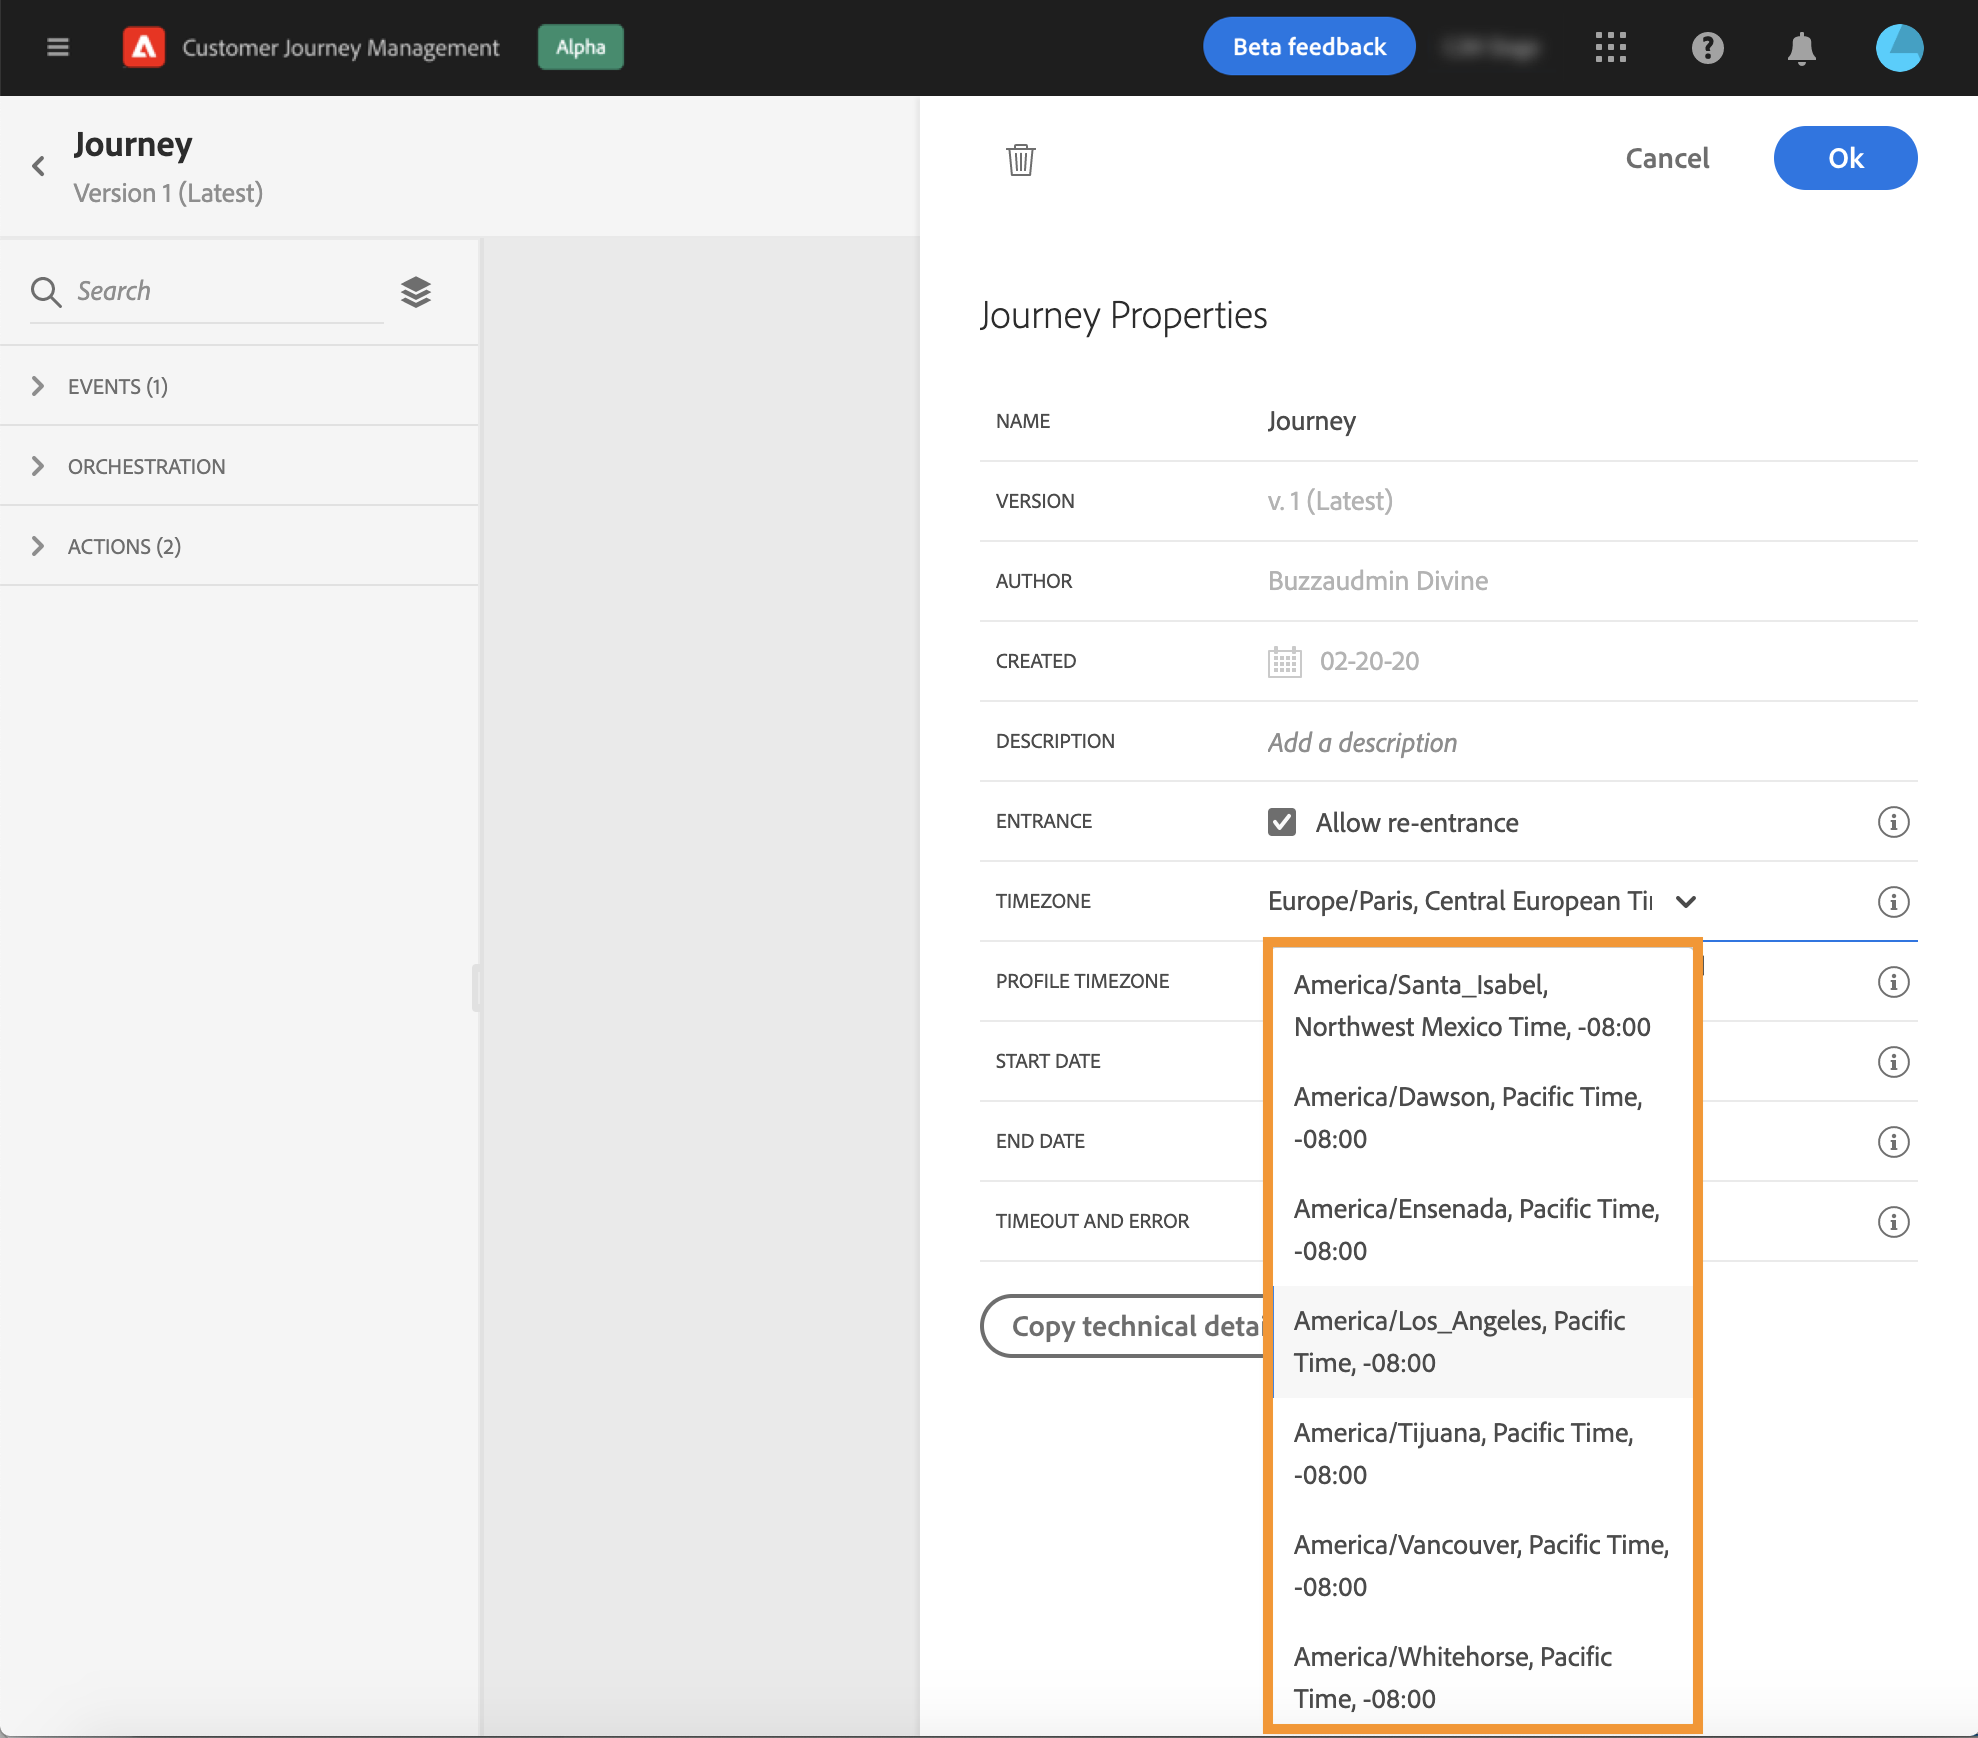 Customer Journey Management
Alpha
Beta feedback
Journey
Version 1 (Latest)
Cancel
Ok
Search
EVENTS (1)
ORCHESTRATION
ACTIONS (2)
Journey Properties
NAME
Journey
VERSION
v. 1 (Latest)
AUTHOR
Buzzaudmin Divine
CREATED
02-20-20
DESCRIPTION
Add a description
ENTRANCE
Allow re-entrance
TIMEZONE
Europe/Paris, Central European Ti
PROFILE TIMEZONE
START DATE
END DATE
TIMEOUT AND ERROR
Copy technical detai
America/Santa_Isabel,
Northwest Mexico Time, -08:00
America/Dawson, Pacific Time,
-08:00
America/Ensenada, Pacific Time,
-08:00
America/Los_Angeles, Pacific
Time, -08:00
America/Tijuana, Pacific Time,
-08:00
America/Vancouver, Pacific Time,
-08:00
America/Whitehorse, Pacific
Time, -08:00